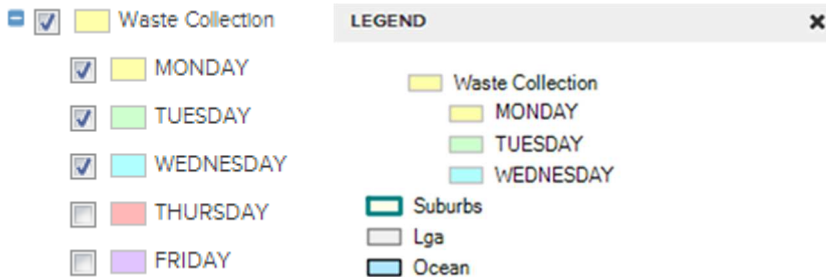 Waste Collection
MONDAY
TUESDAY
WEDNESDAY
THURSDAY
FRIDAY
LEGEND
Waste Collection
MONDAY
TUESDAY
WEDNESDAY
Suburbs
Lga
Ocean